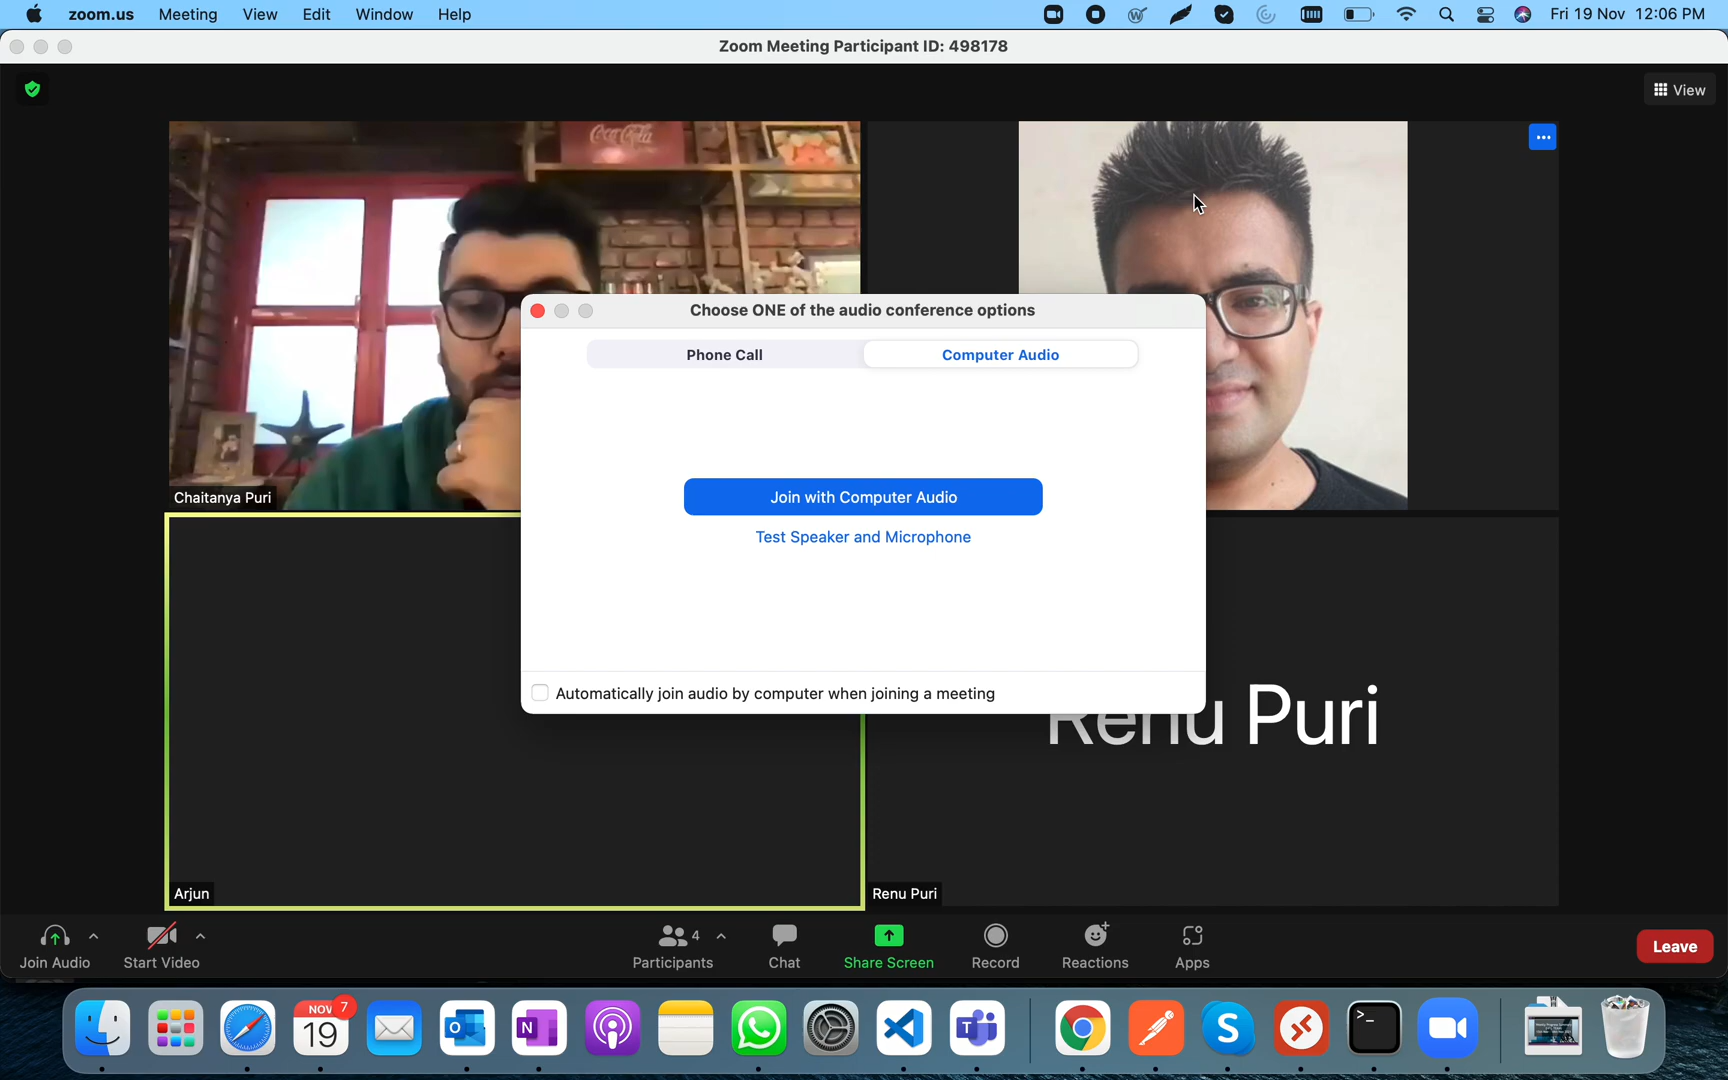 zoom.us Meeting View Edit Window Help Fri 19 Nov 12:06 PM
Zoom Meeting Participant ID: 498178
View
Coca-Cola
Choose ONE of the audio conference options
Phone Call Computer Audio
Join with Computer Audio
Test Speaker and Microphone
Automatically join audio by computer when joining a meeting
Chaitanya Puri
Renu Puri
Arjun
Renu Puri
Join Audio
Start Video
4
Participants
Chat
Share Screen
Record
Reactions
Apps
Leave
NOV 7
19
O
N
T
S
>_